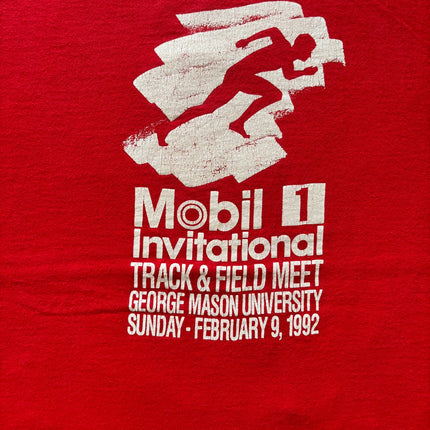 Mobil 1
Invitational
TRACK & FIELD MEET
GEORGE MASON UNIVERSITY
SUNDAY - FEBRUARY 9, 1992